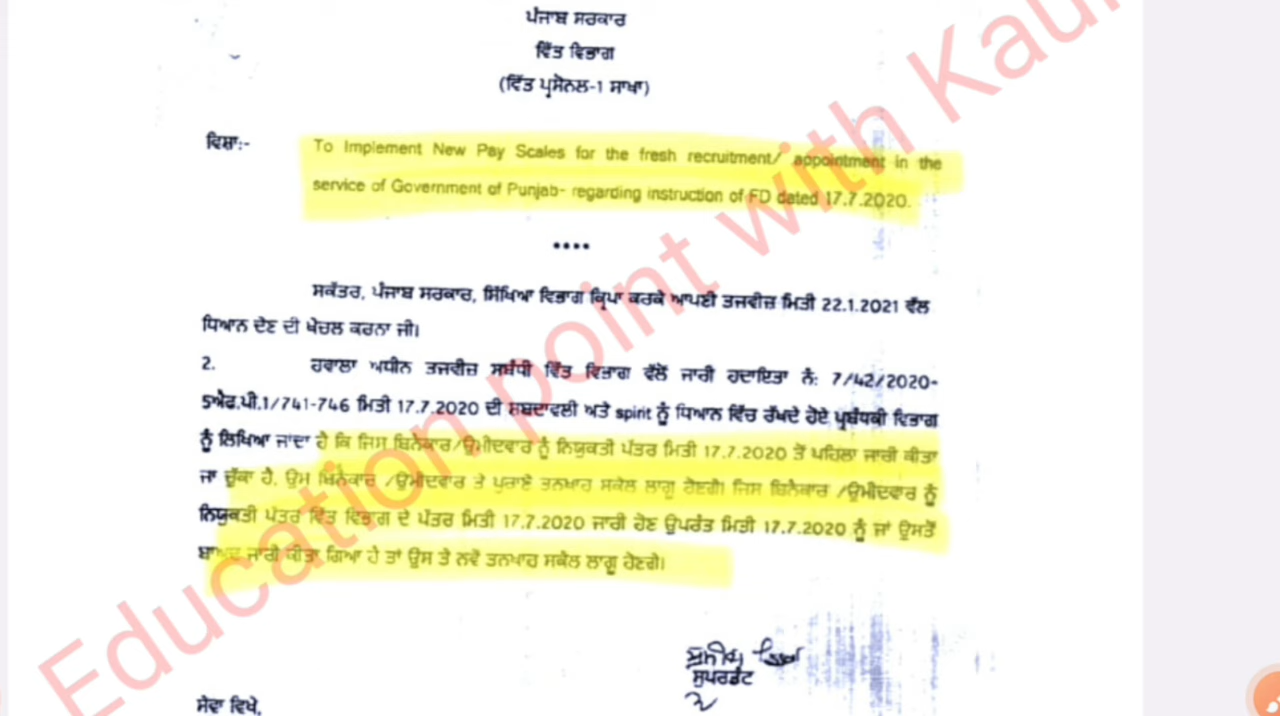 ਪੰਜਾਬ ਸਰਕਾਰ
ਵਿੱਤ ਵਿਭਾਗ
(ਵਿੱਤ ਪ੍ਰਸੋਨਲ-1 ਸਾਖਾ)
ਵਿਸ਼ਾ:- To Implement New Pay Scales for the fresh recruitment/ appointment in the
service of Government of Punjab- regarding instruction of FD dated 17.7.2020.
••••
ਸਕੱਤਰ, ਪੰਜਾਬ ਸਰਕਾਰ, ਸਿੱਖਿਆ ਵਿਭਾਗ ਕ੍ਰਿਪਾ ਕਰਕੇ ਆਪਣੀ ਤਜਵੀਜ਼ ਮਿਤੀ 22.1.2021 ਵੱਲ
ਧਿਆਨ ਦੇਣ ਦੀ ਖੇਚਲ ਕਰਨਾ ਜੀ।
2. ਹਵਾਲਾ ਅਧੀਨ ਤਜਵੀਜ਼ ਸਬੰਧੀ ਵਿੱਤ ਵਿਭਾਗ ਵੱਲੋਂ ਜਾਰੀ ਹਦਾਇਤਾ ਨੰ: 7/42/2020-
5ਐਫ.ਪੀ.1/741-746 ਮਿਤੀ 17.7.2020 ਦੀ ਸ਼ਬਦਾਵਲੀ ਅਤੇ spirit ਨੂੰ ਧਿਆਨ ਵਿੱਚ ਰੱਖਦੇ ਹੋਏ ਪ੍ਰਬੰਧਕੀ ਵਿਭਾਗ
ਨੂੰ ਲਿਖਿਆ ਜਾਂਦਾ ਹੈ ਕਿ ਜਿਸ ਬਿਨੈਕਾਰ/ਉਮੀਦਵਾਰ ਨੂੰ ਨਿਯੁਕਤੀ ਪੱਤਰ ਮਿਤੀ 17.7.2020 ਤੋਂ ਪਹਿਲਾ ਜਾਰੀ ਕੀਤਾ
ਜਾ ਚੁੱਕਾ ਹੈ, ਉਸ ਬਿਨੈਕਾਰ /ਉਮੀਦਵਾਰ ਤੇ ਪੁਰਾਣੇ ਤਨਖਾਹ ਸਕੇਲ ਲਾਗੂ ਹੋਣਗੇ। ਜਿਸ ਬਿਨੈਕਾਰ /ਉਮੀਦਵਾਰ ਨੂੰ
ਨਿਯੁਕਤੀ ਪੱਤਰ ਵਿੱਤ ਵਿਭਾਗ ਦੇ ਪੱਤਰ ਮਿਤੀ 17.7.2020 ਜਾਰੀ ਹੋਣ ਉਪਰੰਤ ਮਿਤੀ 17.7.2020 ਨੂੰ ਜਾਂ ਉਸਤੋਂ
ਬਾਅਦ ਜਾਰੀ ਕੀਤਾ ਗਿਆ ਹੈ ਤਾਂ ਉਸ ਤੇ ਨਵੇਂ ਤਨਖਾਹ ਸਕੇਲ ਲਾਗੂ ਹੋਣਗੇ।
ਸੁਪਰਡੰਟ
ਸੇਵਾ ਵਿਖੇ,
Education point with Kaur